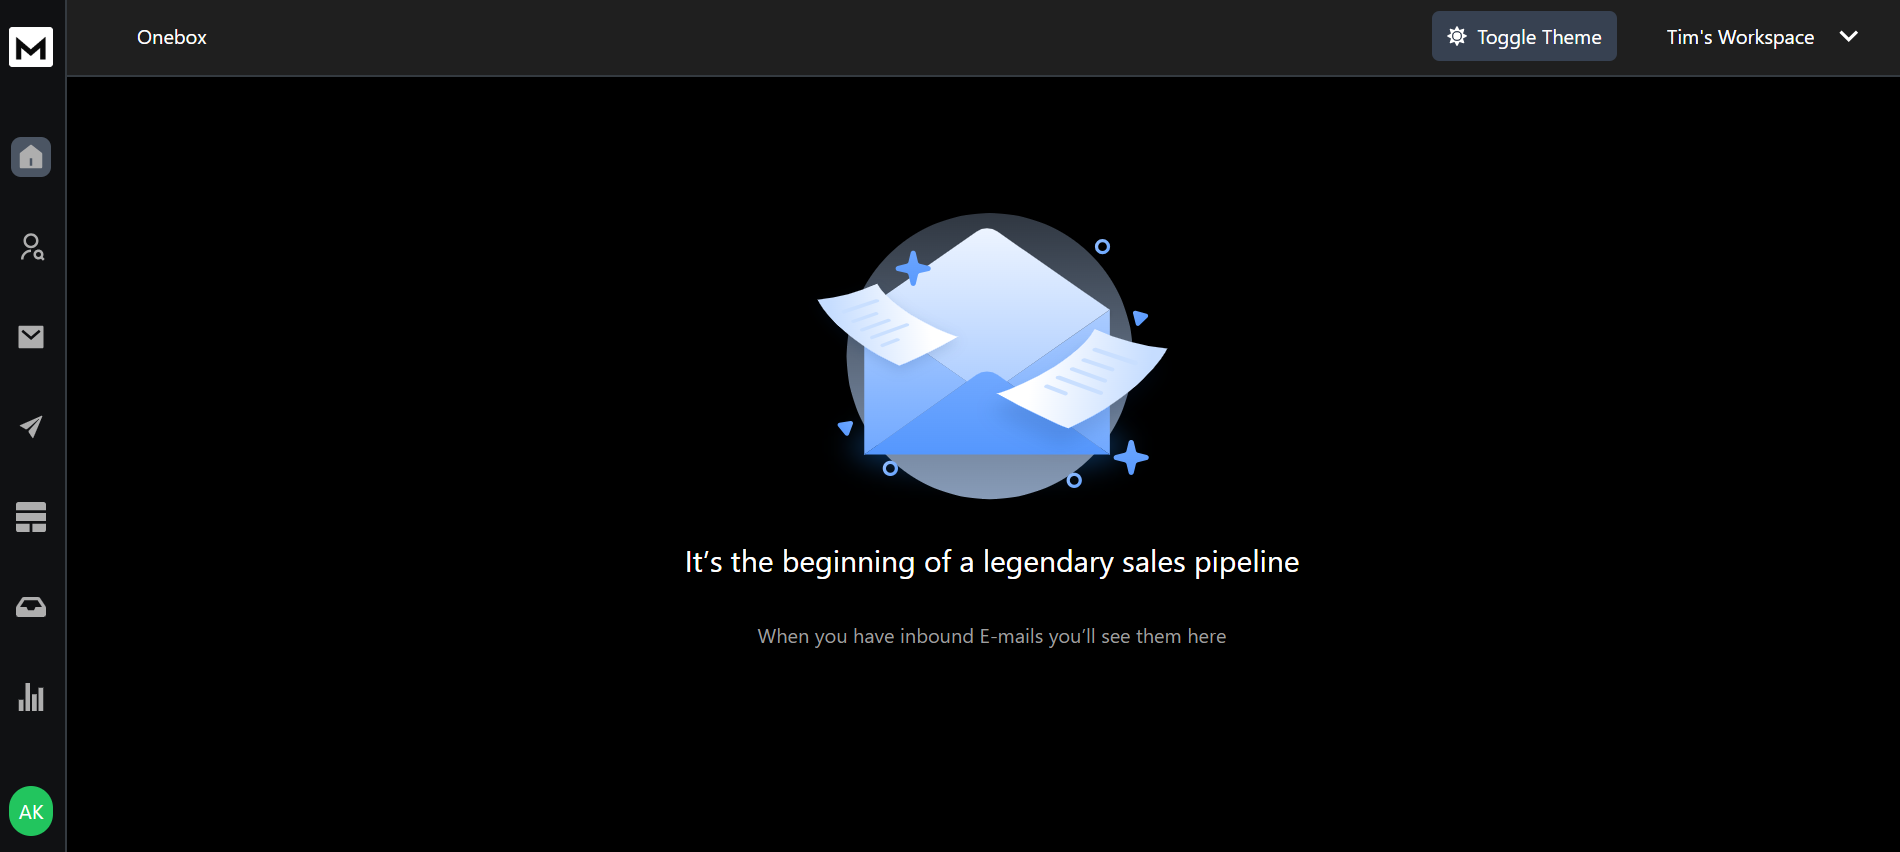 M
Onebox
Toggle Theme
Tim's Workspace
It’s the beginning of a legendary sales pipeline
When you have inbound E-mails you’ll see them here
AK